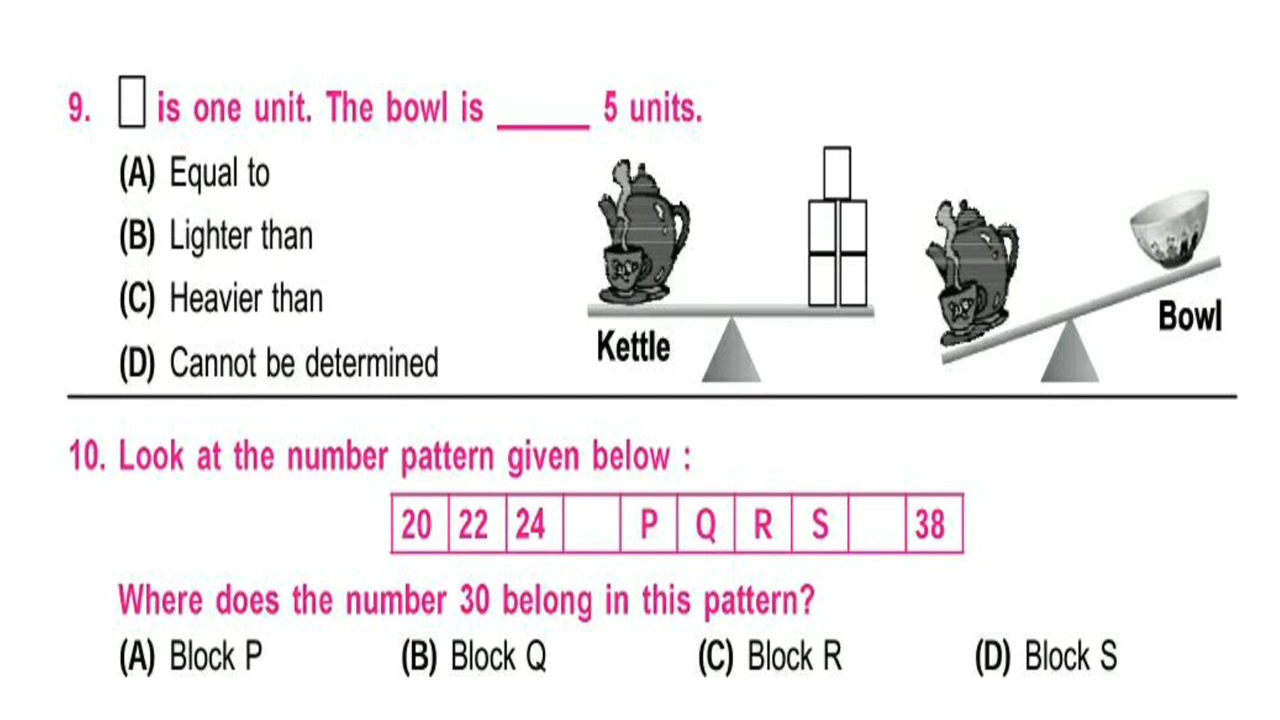 9. is one unit. The bowl is ______ 5 units.
(A) Equal to
(B) Lighter than
(C) Heavier than
(D) Cannot be determined
Kettle
Bowl
10. Look at the number pattern given below :
20 22 24 P Q R S 38
Where does the number 30 belong in this pattern?
(A) Block P (B) Block Q (C) Block R (D) Block S